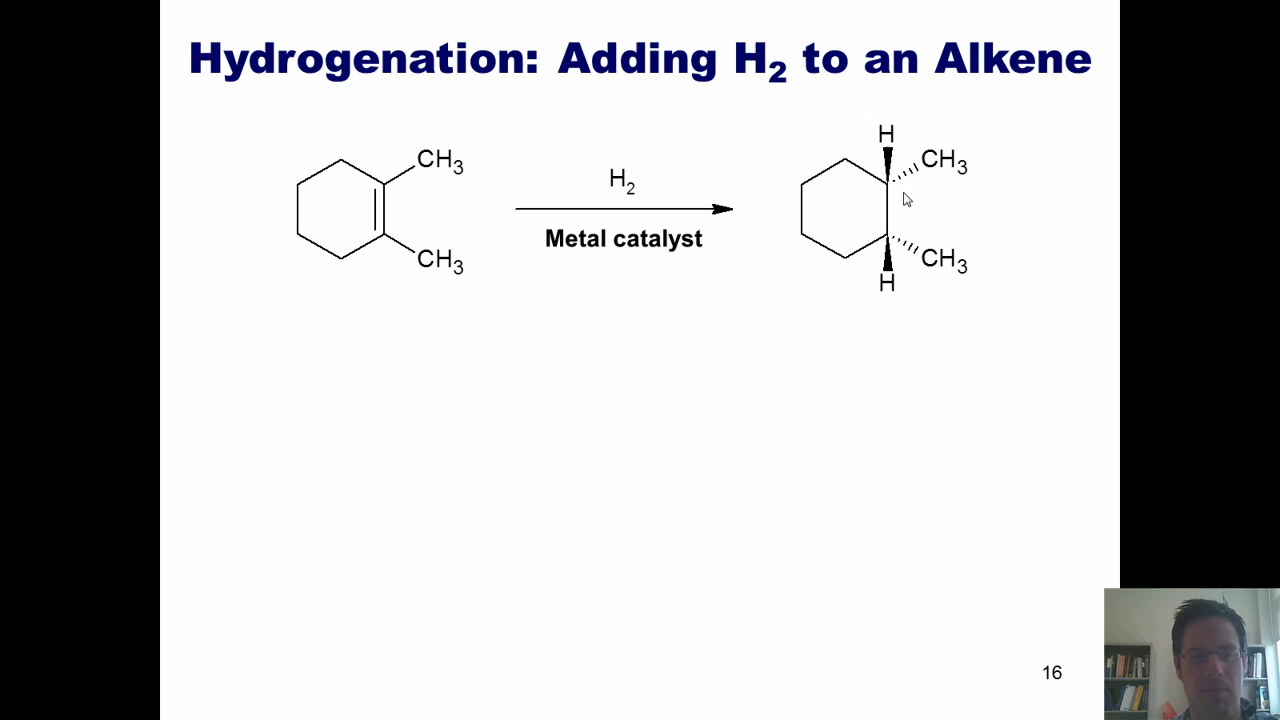 Hydrogenation: Adding H₂ to an Alkene
CH₃
CH₃
H₂
Metal catalyst
H
CH₃
CH₃
H
16